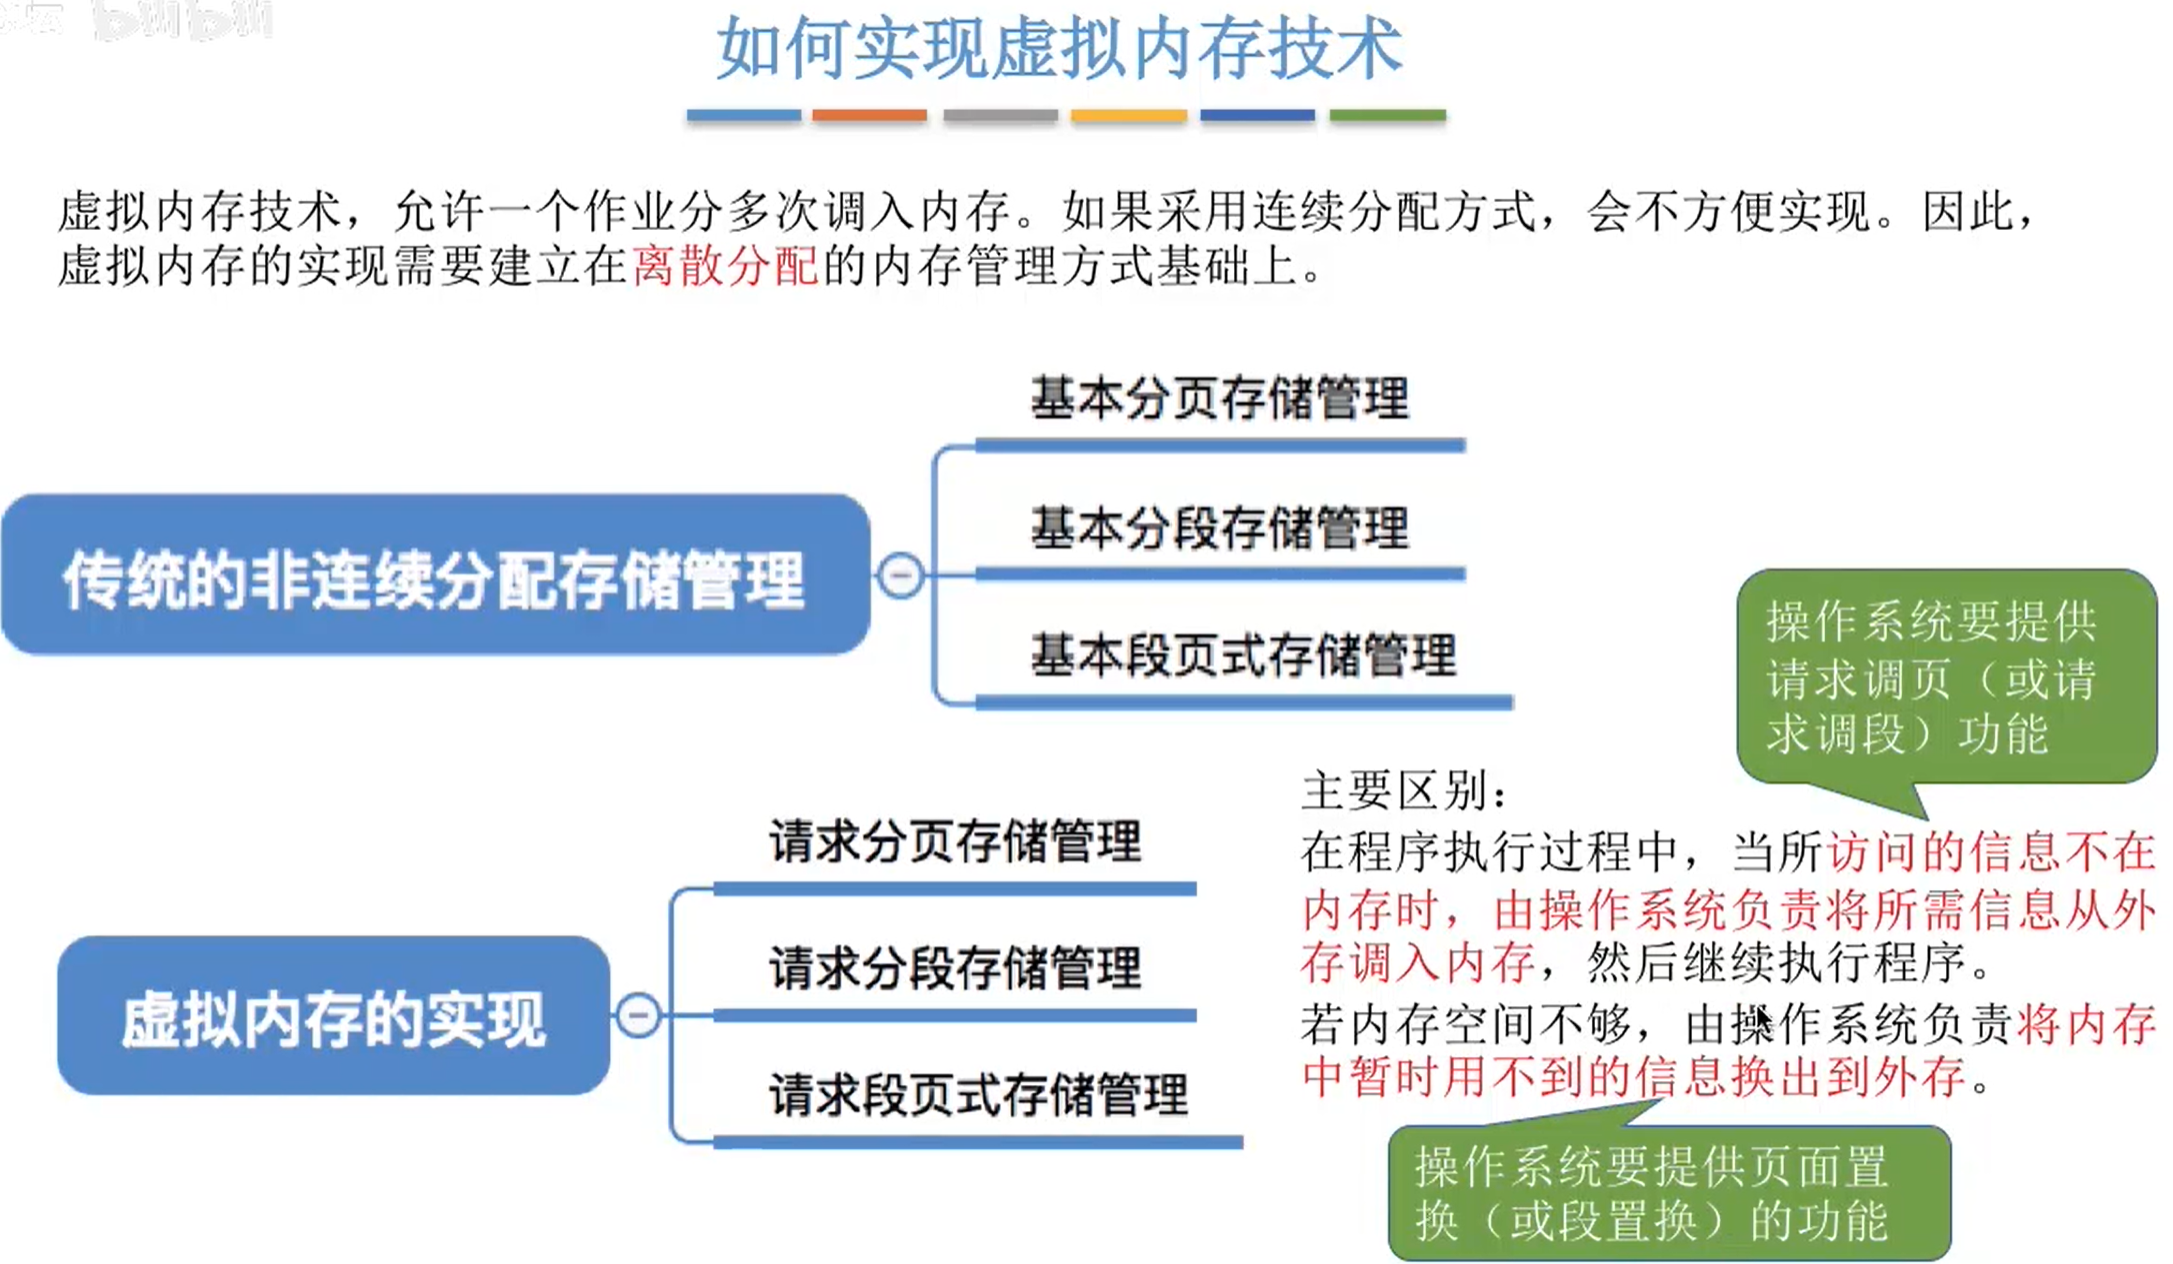 bilibili
如何实现虚拟内存技术
虚拟内存技术，允许一个作业分多次调入内存。如果采用连续分配方式，会不方便实现。因此，
虚拟内存的实现需要建立在离散分配的内存管理方式基础上。
基本分页存储管理
传统的非连续分配存储管理
基本分段存储管理
基本段页式存储管理
操作系统要提供
请求调页（或请
求调段）功能
请求分页存储管理
虚拟内存的实现
请求分段存储管理
请求段页式存储管理
主要区别：
在程序执行过程中，当所访问的信息不在
内存时，由操作系统负责将所需信息从外
存调入内存，然后继续执行程序。
若内存空间不够，由操作系统负责将内存
中暂时用不到的信息换出到外存。
操作系统要提供页面置
换（或段置换）的功能